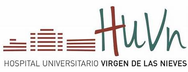 HUVn
HOSPITAL UNIVERSITARIO VIRGEN DE LAS NIEVES